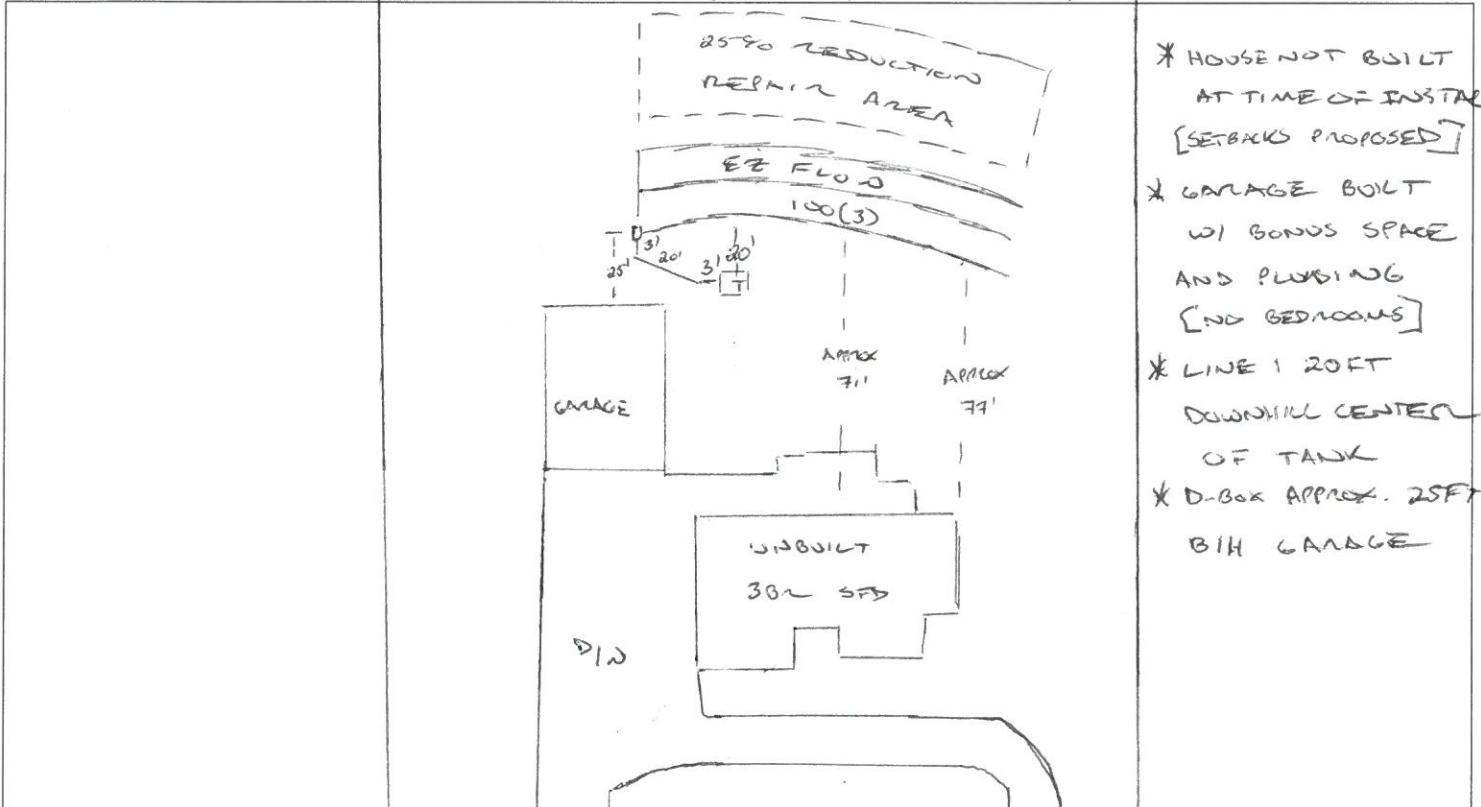 25% REDUCTION
REPAIR AREA
EZ FLOW
100(3)
3'
20'
25'
3'
20'
T
APPROX
71'
APPROX
77'
GARAGE
UNBUILT
3BR SFD
D/W
* HOUSE NOT BUILT
AT TIME OF INSTAL
[SETBACKS PROPOSED]
* GARAGE BUILT
W/ BONUS SPACE
AND PLUMBING
[NO BEDROOMS]
* LINE 1 20FT
DOWNHILL CENTER
OF TANK
* D-BOX APPROX. 25FT
B/H GARAGE